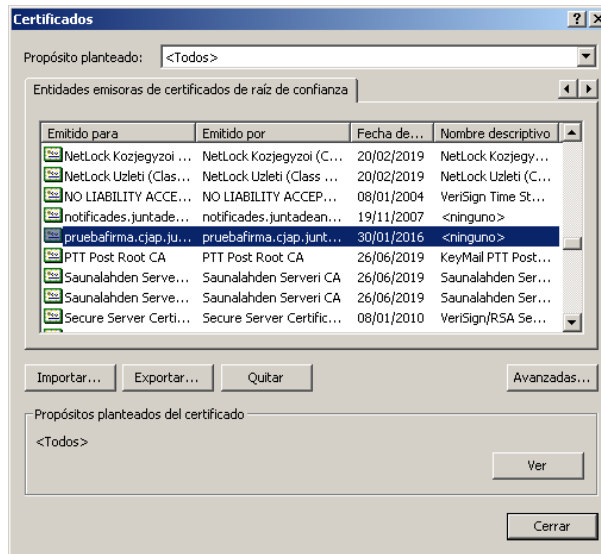 Certificados
Propósito planteado: <Todos>
Entidades emisoras de certificados de raíz de confianza
Emitido para Emitido por Fecha de... Nombre descriptivo
NetLock Kozjegyzoi ... NetLock Kozjegyzoi (C... 20/02/2019 NetLock Kozjegy...
NetLock Uzleti (Clas... NetLock Uzleti (Class ... 20/02/2019 NetLock Uzleti (C...
NO LIABILITY ACCE... NO LIABILITY ACCEP... 08/01/2004 VeriSign Time St...
notificades.juntade... notificades.juntadean... 19/11/2007 <ninguno>
pruebafirma.cjap.ju... pruebafirma.cjap.junt... 30/01/2016 <ninguno>
PTT Post Root CA PTT Post Root CA 26/06/2019 KeyMail PTT Post...
Saunalahden Serve... Saunalahden Serveri CA 26/06/2019 Saunalahden Ser...
Saunalahden Serve... Saunalahden Serveri CA 26/06/2019 Saunalahden Ser...
Secure Server Certi... Secure Server Certific... 08/01/2010 VeriSign/RSA Se...
Importar... Exportar... Quitar Avanzadas...
Propósitos planteados del certificado
<Todos>
Ver
Cerrar